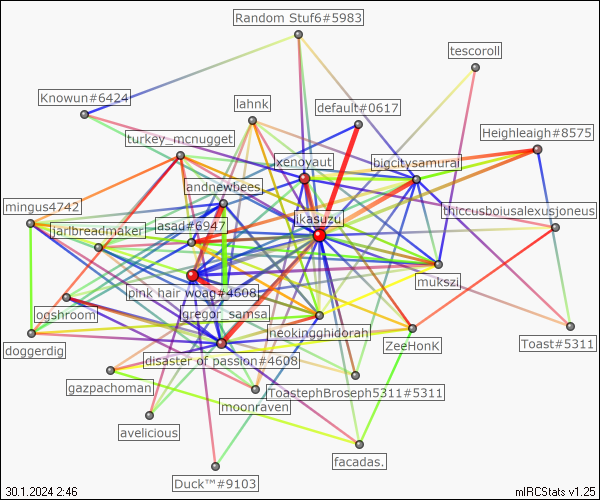 Random Stuf6#5983
tescoroll
Knowun#6424
lahnk
default#0617
Heighleaigh#8575
turkey_mcnugget
xenovaut
bigcitysamurai
andnewbees
mingus4742
thiccusboiusalexusjoneus
ikasuzu
asad#6947
jarlbreadmaker
mukszi
pink hair woag#4608
ogshroom
gregor_samsa
neokingghidorah
doggerdig
ZeeHonK
Toast#5311
disaster of passion#4608
gazpachoman
ToastephBroseph5311#5311
moonraven
avelicious
facadas.
Duck™#9103
30.1.2024 2:46
mIRCStats v1.25